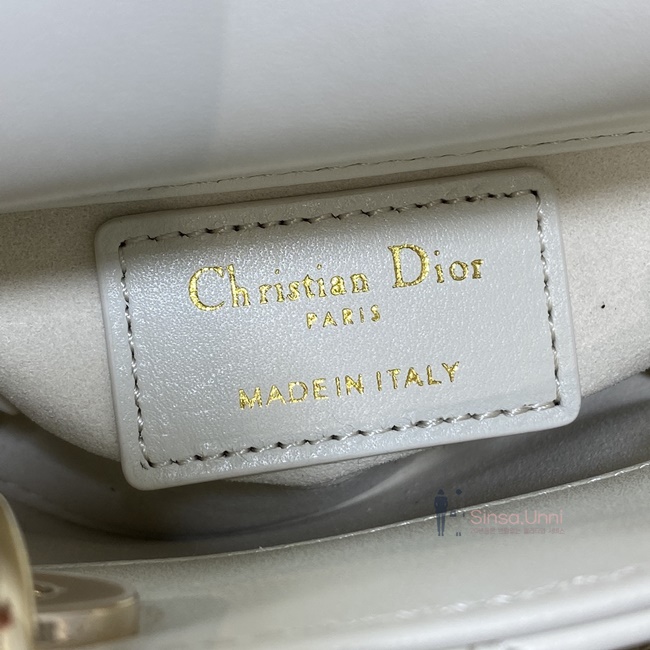 Christian Dior
PARIS
MADE IN ITALY
Sinsa.Unni